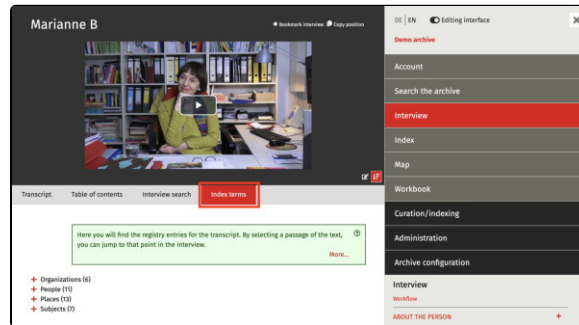 Marianne B
Bookmark interview Copy position
Transcript Table of contents Interview search Index terms
Here you will find the registry entries for the transcript. By selecting a passage of the text,
you can jump to that point in the interview.
More...
+ Organizations (6)
+ People (11)
+ Places (13)
+ Subjects (7)
DE | EN Editing interface
Demo archive
Account
Search the archive
Interview
Index
Map
Workbook
Curation/indexing
Administration
Archive configuration
Interview
Workflow
ABOUT THE PERSON +